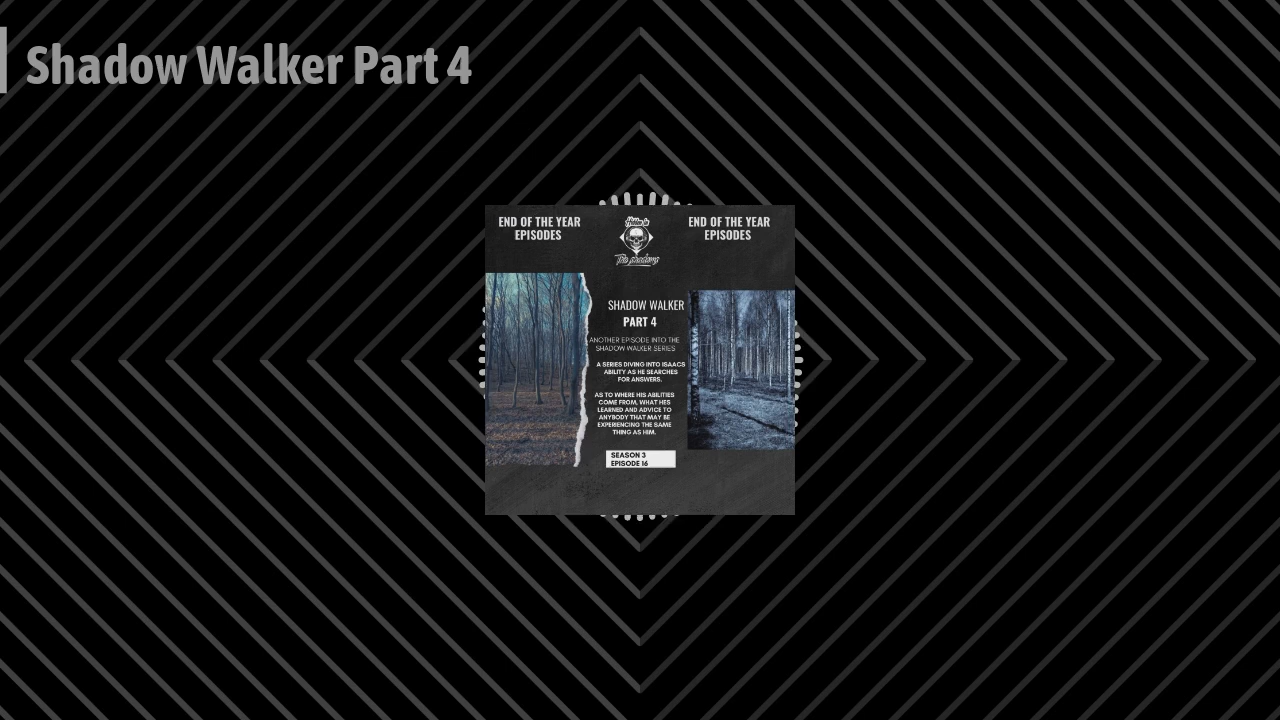 Shadow Walker Part 4
END OF THE YEAR
EPISODES
The Shadows
END OF THE YEAR
EPISODES
SHADOW WALKER
PART 4
ANOTHER EPISODE INTO THE
SHADOW WALKER SERIES
A SERIES DIVING INTO ISAACS
ABILITY AS HE SEARCHES
FOR ANSWERS.
AS TO WHERE HIS ABILITIES
COME FROM, WHAT HES
LEARNED AND ADVICE TO
ANYBODY THAT MAY BE
EXPERIENCING THE SAME
THING AS HIM.
SEASON 3
EPISODE 16